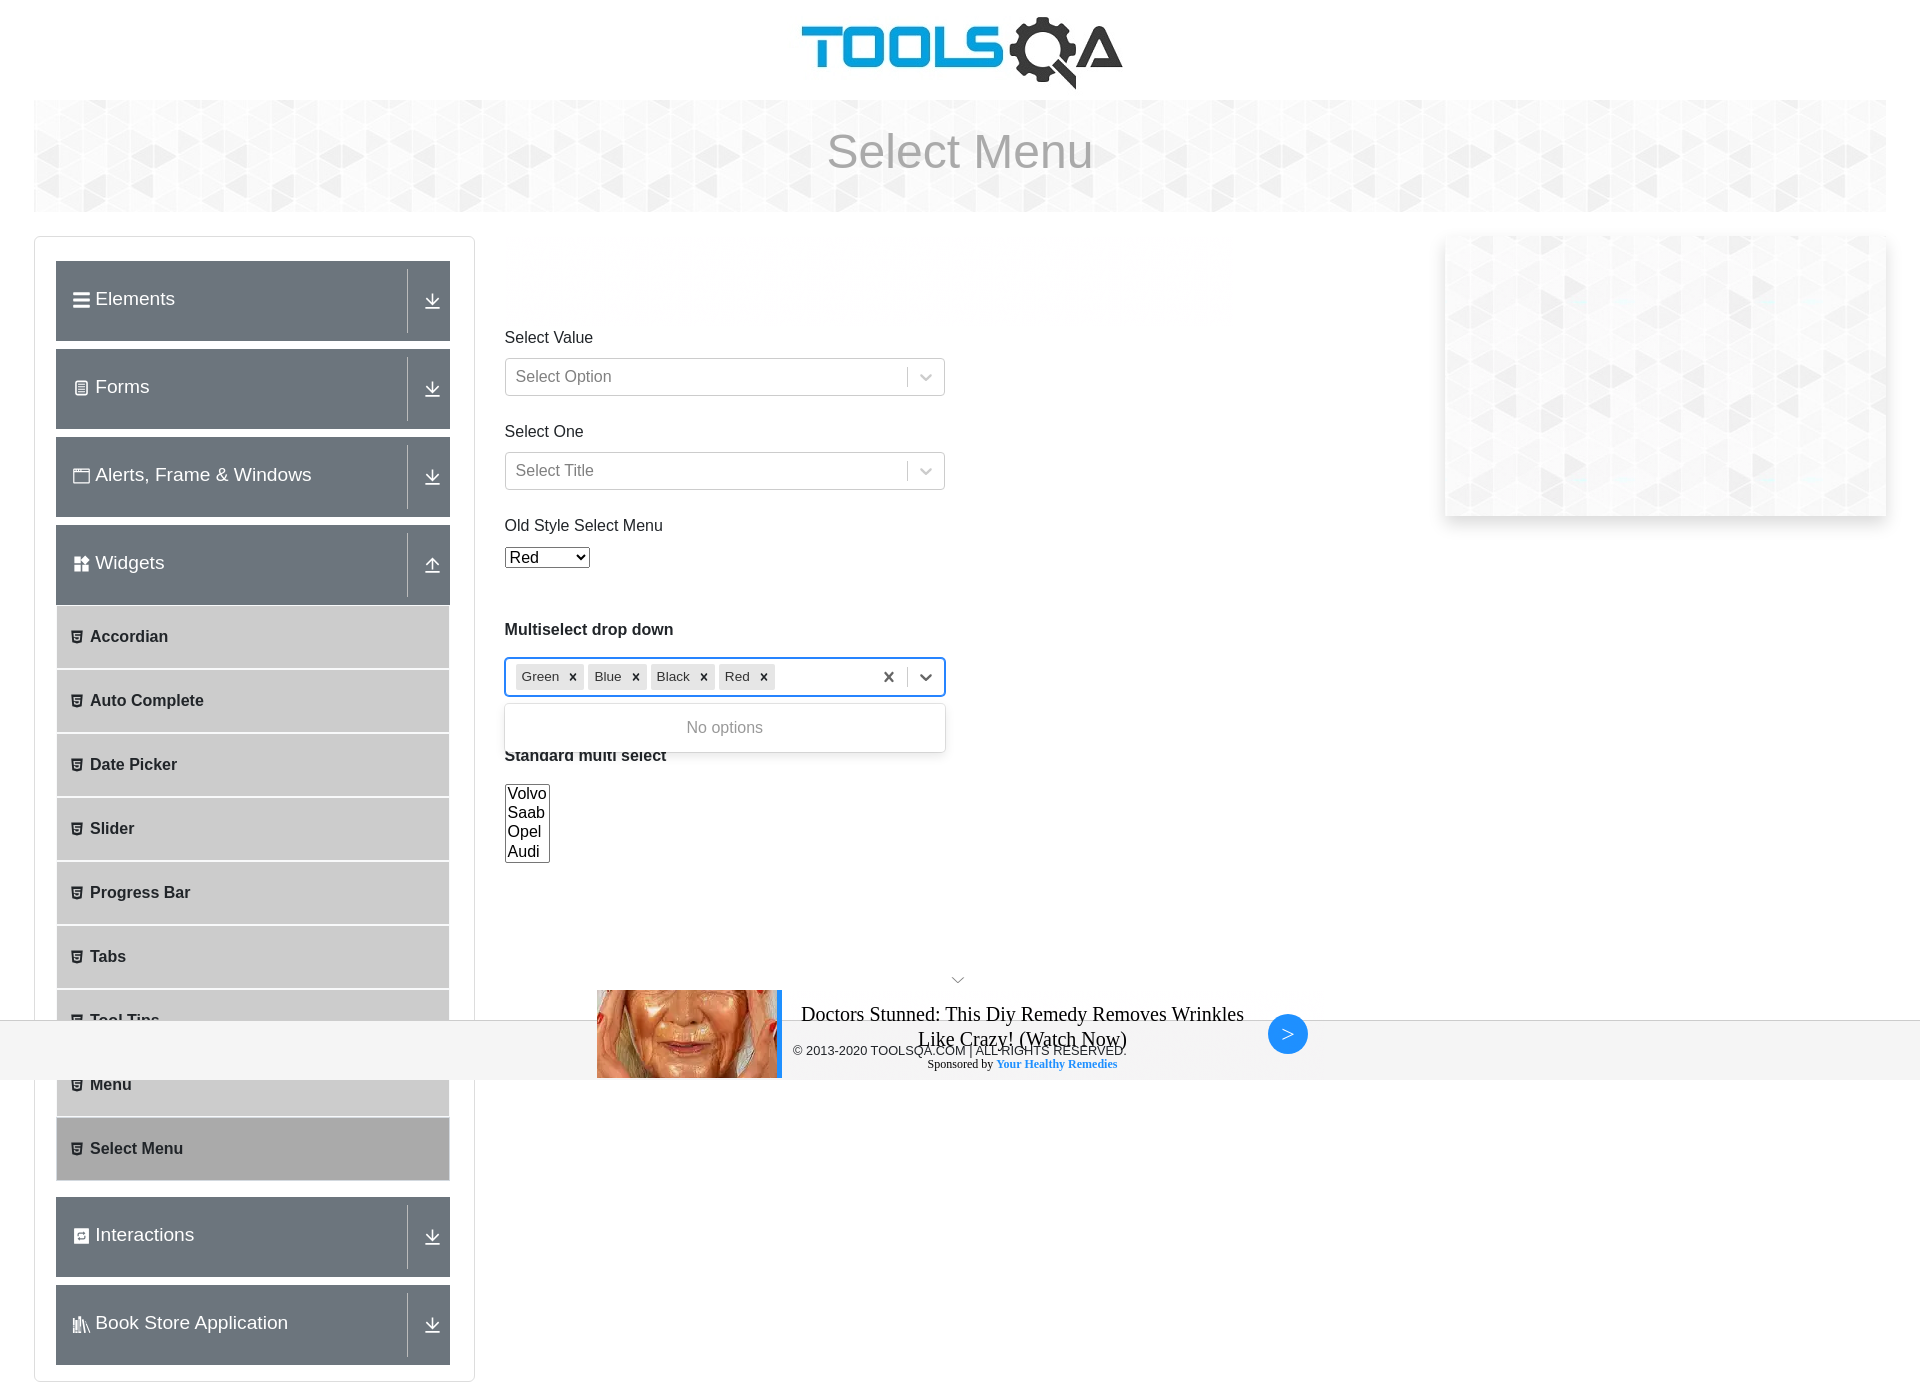 TOOLSQA
Select Menu
Elements
Forms
Alerts, Frame & Windows
Widgets
Accordian
Auto Complete
Date Picker
Slider
Progress Bar
Tabs
Tool Tips
Menu
Select Menu
Interactions
Book Store Application
Select Value
Select Option
Select One
Select Title
Old Style Select Menu
Red
Multiselect drop down
Green Blue Black Red
No options
Standard multi select
Volvo
Saab
Opel
Audi
Doctors Stunned: This Diy Remedy Removes Wrinkles
Like Crazy! (Watch Now)
© 2013-2020 TOOLSQA.COM | ALL RIGHTS RESERVED.
Sponsored by Your Healthy Remedies
>